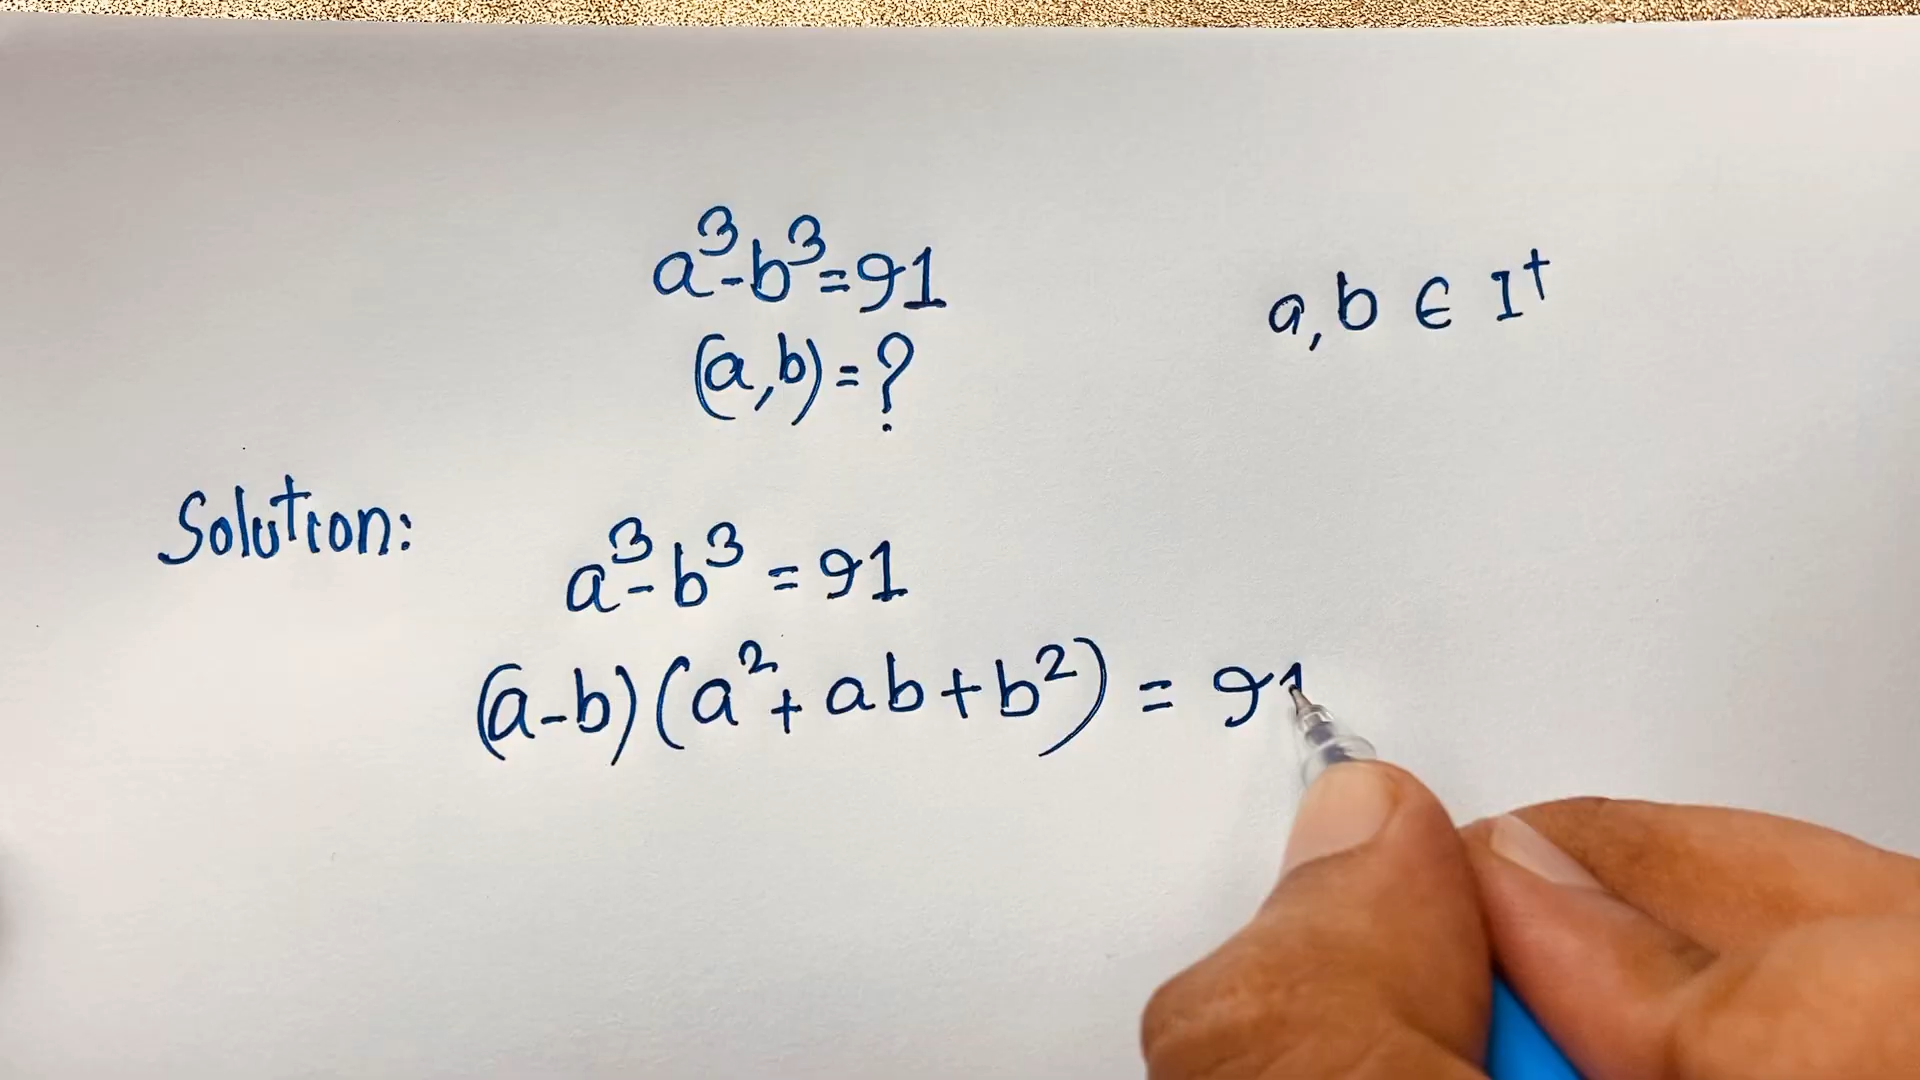 a³-b³=91
a,b ∈ I⁺
(a,b)=?
Solution:
a³-b³ =91
(a-b)(a²+ab+b²) = 91